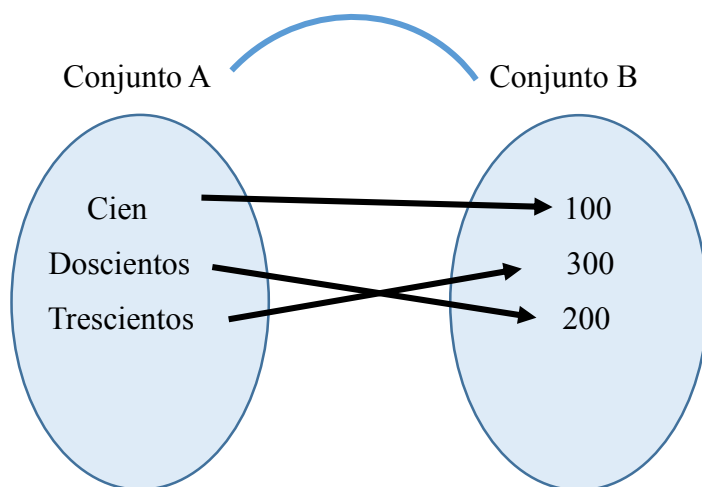 Conjunto A
Conjunto B
Cien
100
Doscientos
300
Trescientos
200